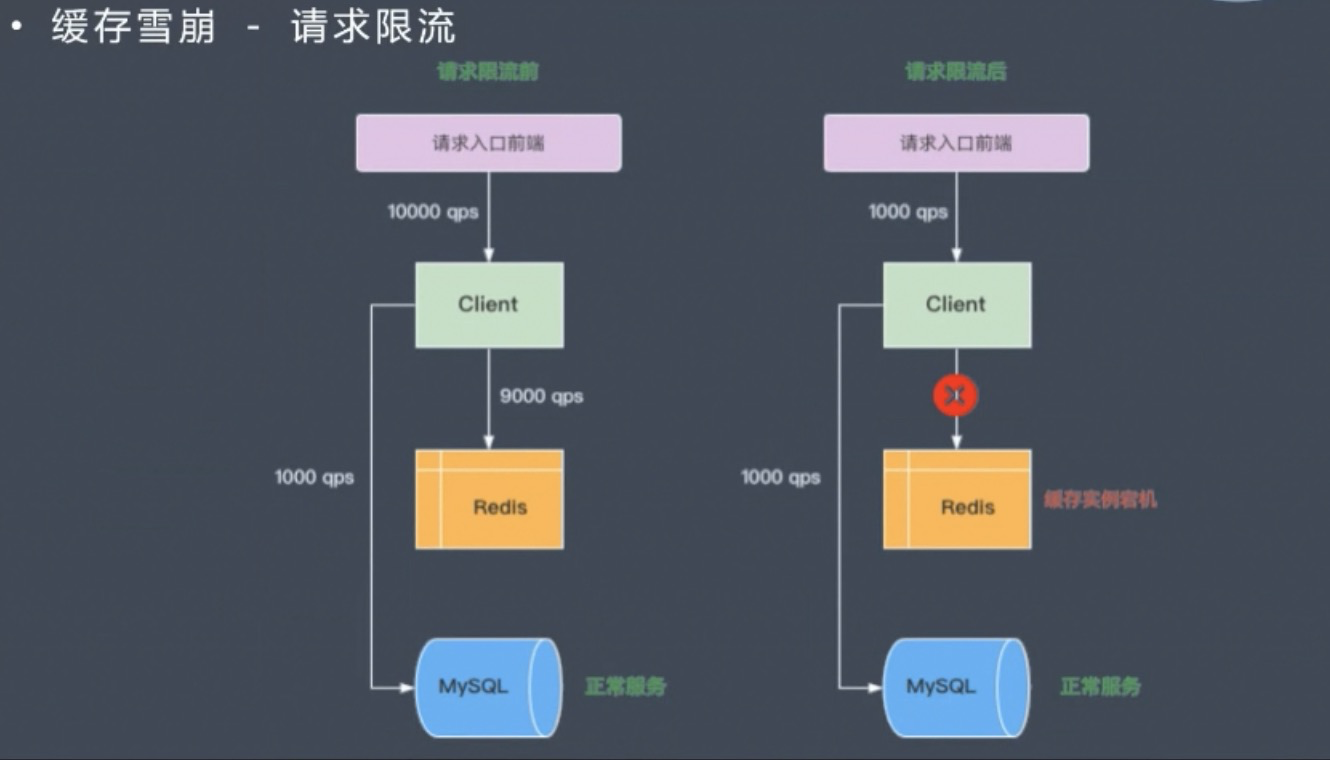 • 缓存雪崩 - 请求限流
请求限流前
请求入口前端
10000 qps
Client
9000 qps
1000 qps
Redis
MySQL
正常服务
请求限流后
请求入口前端
1000 qps
Client
1000 qps
Redis
缓存实例宕机
MySQL
正常服务